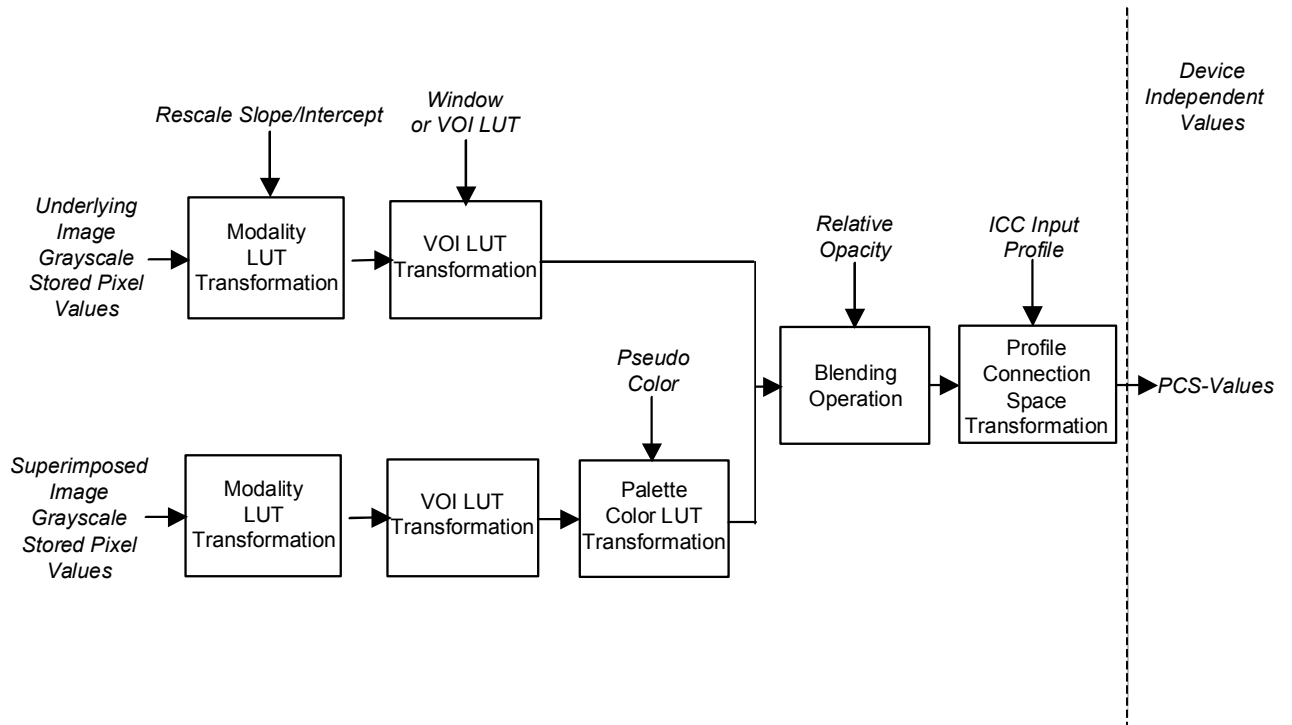 Device
Independent
Values
Window
or VOI LUT
Rescale Slope/Intercept
Underlying
Image
Grayscale
Stored Pixel
Values
Modality
LUT
Transformation
VOI LUT
Transformation
Relative
Opacity
ICC Input
Profile
Pseudo
Color
Blending
Operation
Profile
Connection
Space
Transformation
PCS-Values
Superimposed
Image
Grayscale
Stored Pixel
Values
Modality
LUT
Transformation
VOI LUT
Transformation
Palette
Color LUT
Transformation